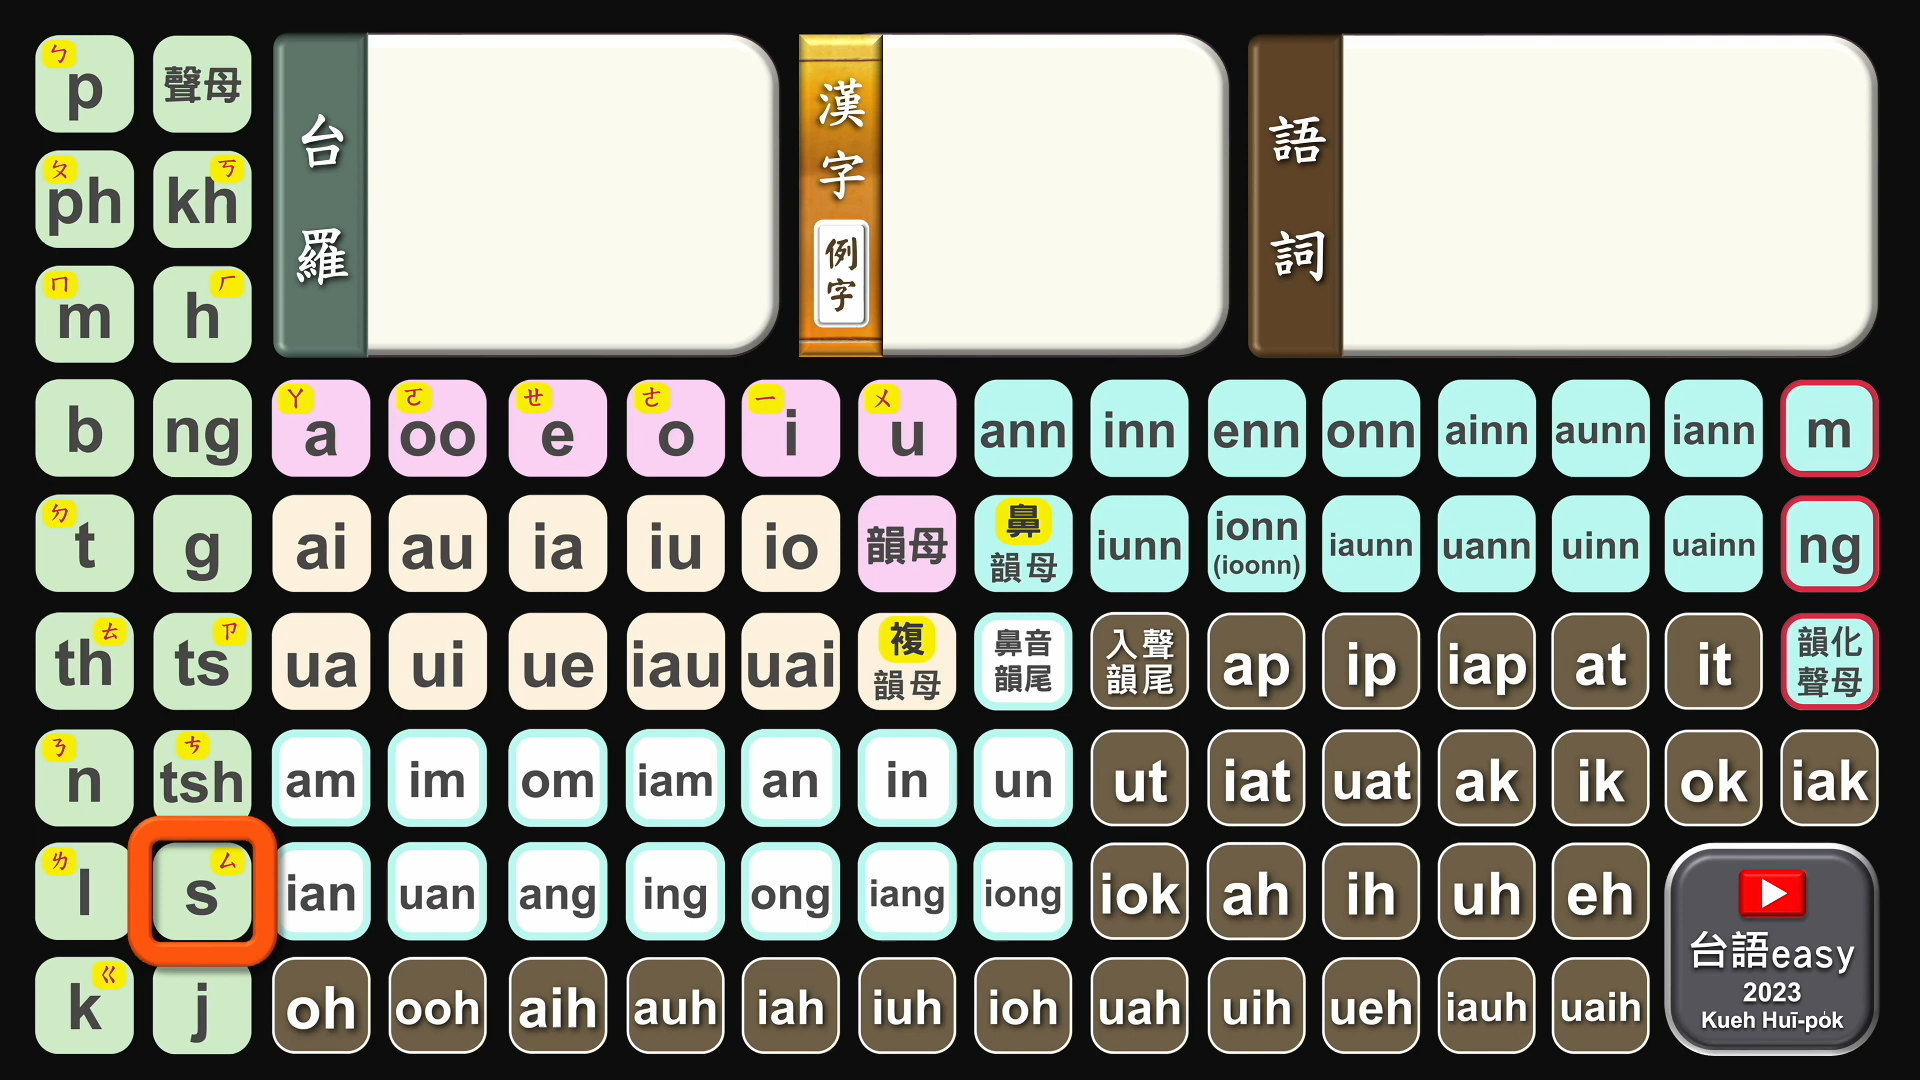 ㄅ
p
聲母
台羅
漢字
例字
語詞
ㄆ
ph
ㄎ
kh
ㄇ
m
ㄏ
h
b
ng
ㄚ
a
ㄛ
oo
ㄝ
e
ㄜ
o
ㄧ
i
ㄨ
u
ann
inn
enn
onn
ainn
aunn
iann
m
ㄉ
t
g
ai
au
ia
iu
io
韻母
鼻
韻母
iunn
ionn
(ioonn)
iaunn
uann
uinn
uainn
ng
ㄊ
th
ㄗ
ts
ua
ui
ue
iau
uai
複
韻母
鼻音
韻尾
入聲
韻尾
ap
ip
iap
at
it
韻化
聲母
ㄋ
n
ㄘ
tsh
am
im
om
iam
an
in
un
ut
iat
uat
ak
ik
ok
iak
ㄌ
l
ㄙ
s
ian
uan
ang
ing
ong
iang
iong
iok
ah
ih
uh
eh
ㄍ
k
j
oh
ooh
aih
auh
iah
iuh
ioh
uah
uih
ueh
iauh
uaih
台語easy
2023
Kueh Huī-po̍k